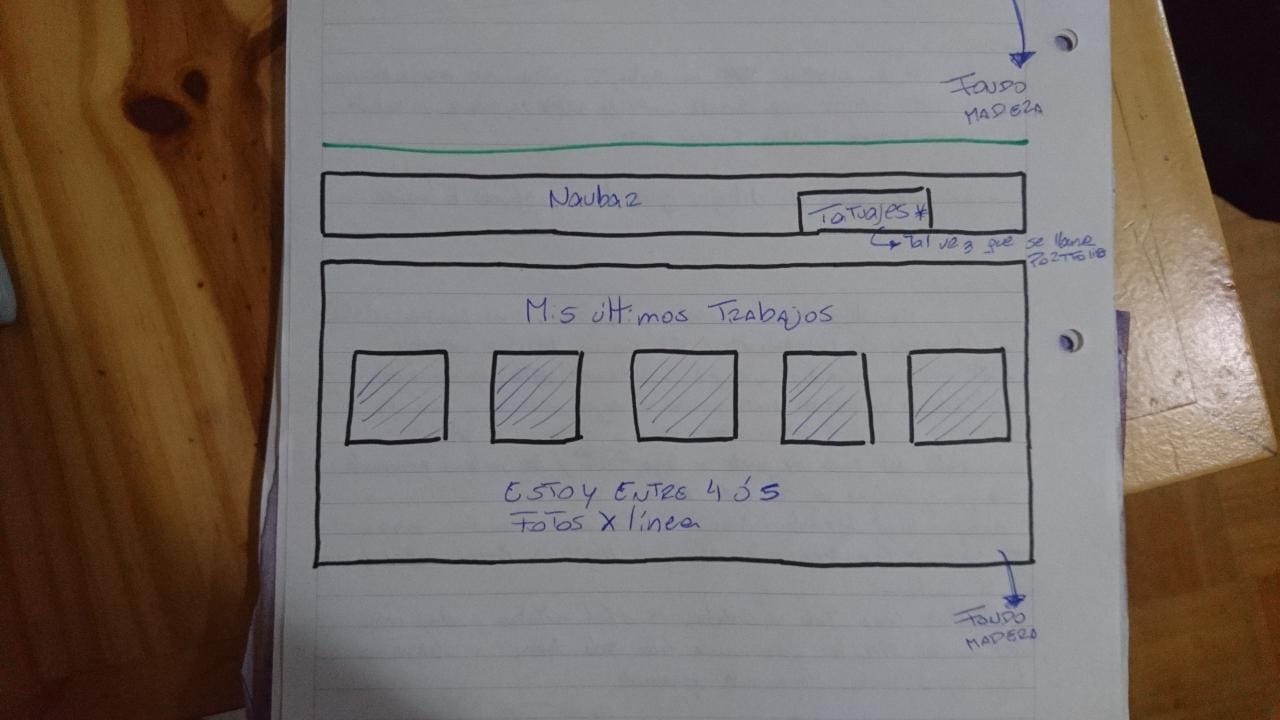 FONDO
MADERA
Navbar
Tatuajes*
Tal vez que se llame
Portfolio
Mis últimos Trabajos
Estoy entre 4 ó 5
Fotos x línea
FONDO
MADERA